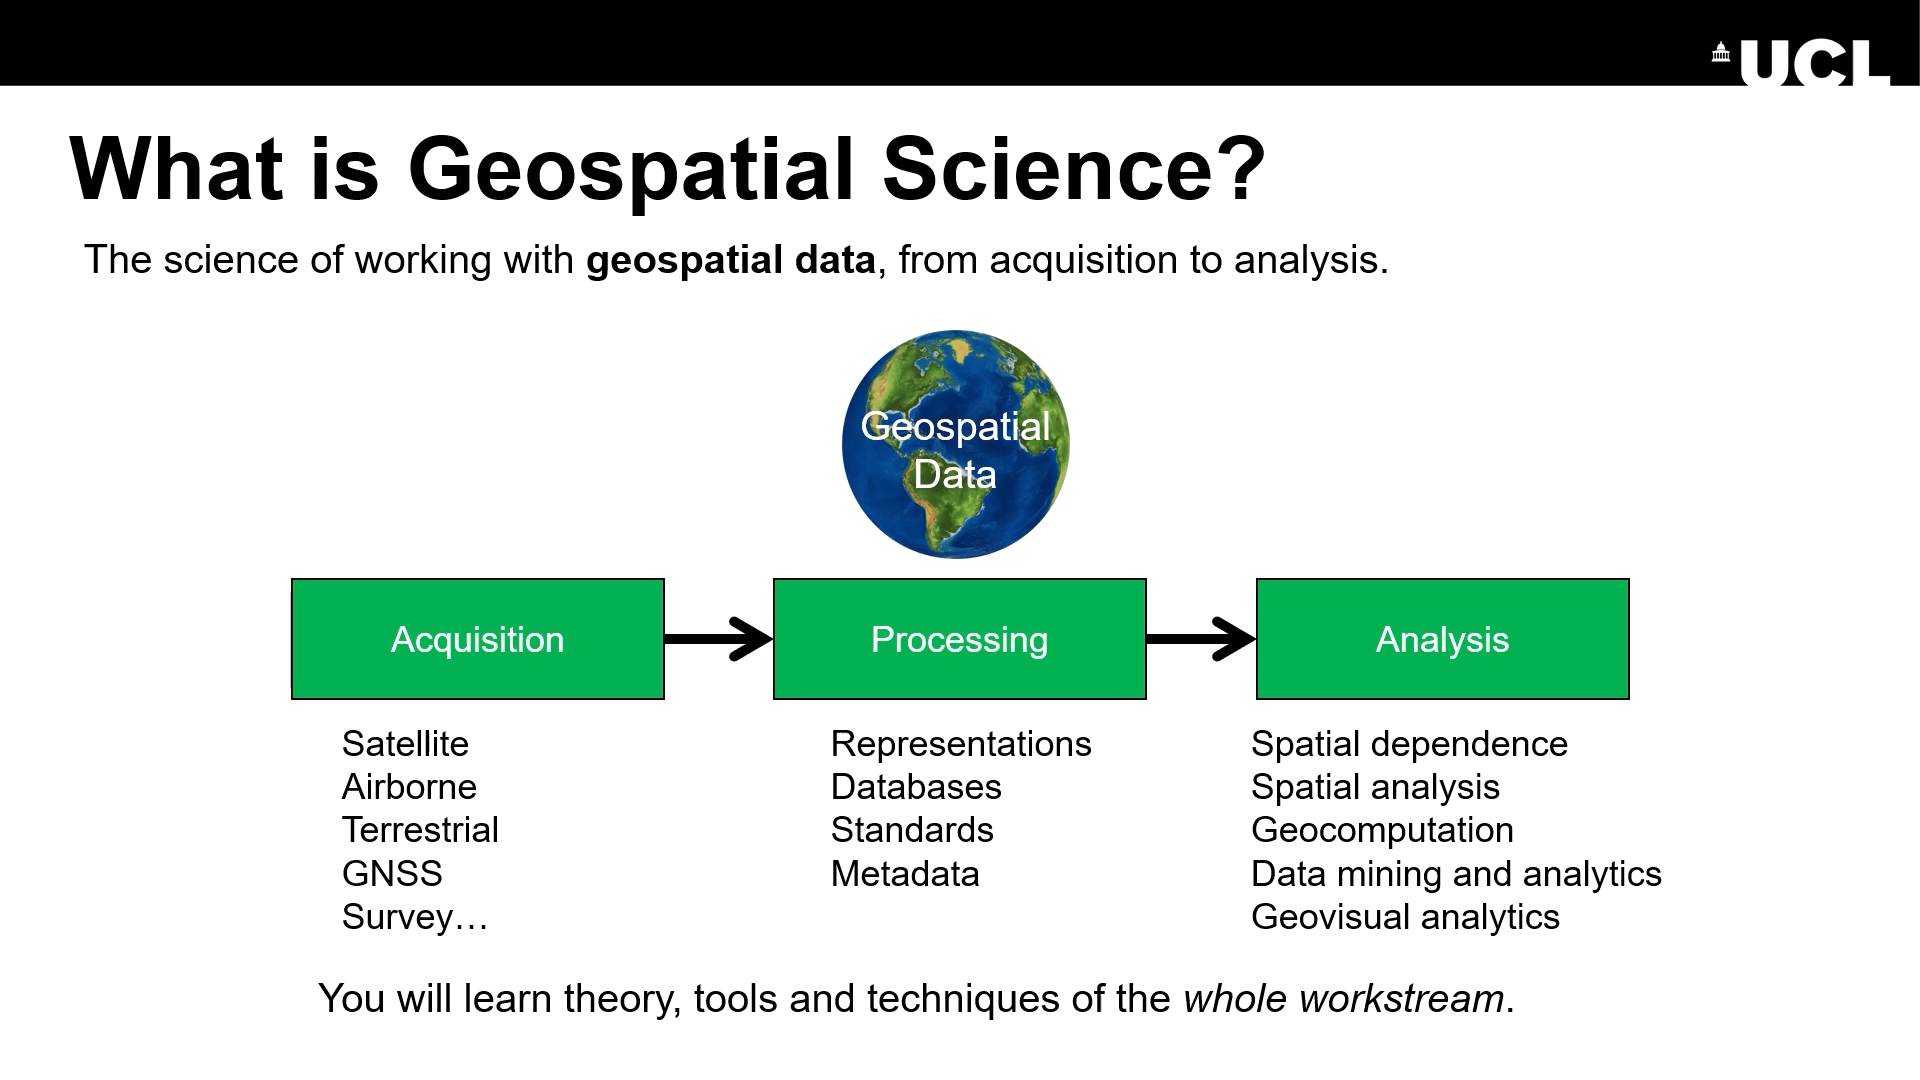 UCL
What is Geospatial Science?
The science of working with geospatial data, from acquisition to analysis.
Geospatial
Data
Acquisition
Processing
Analysis
Satellite
Airborne
Terrestrial
GNSS
Survey…
Representations
Databases
Standards
Metadata
Spatial dependence
Spatial analysis
Geocomputation
Data mining and analytics
Geovisual analytics
You will learn theory, tools and techniques of the whole workstream.